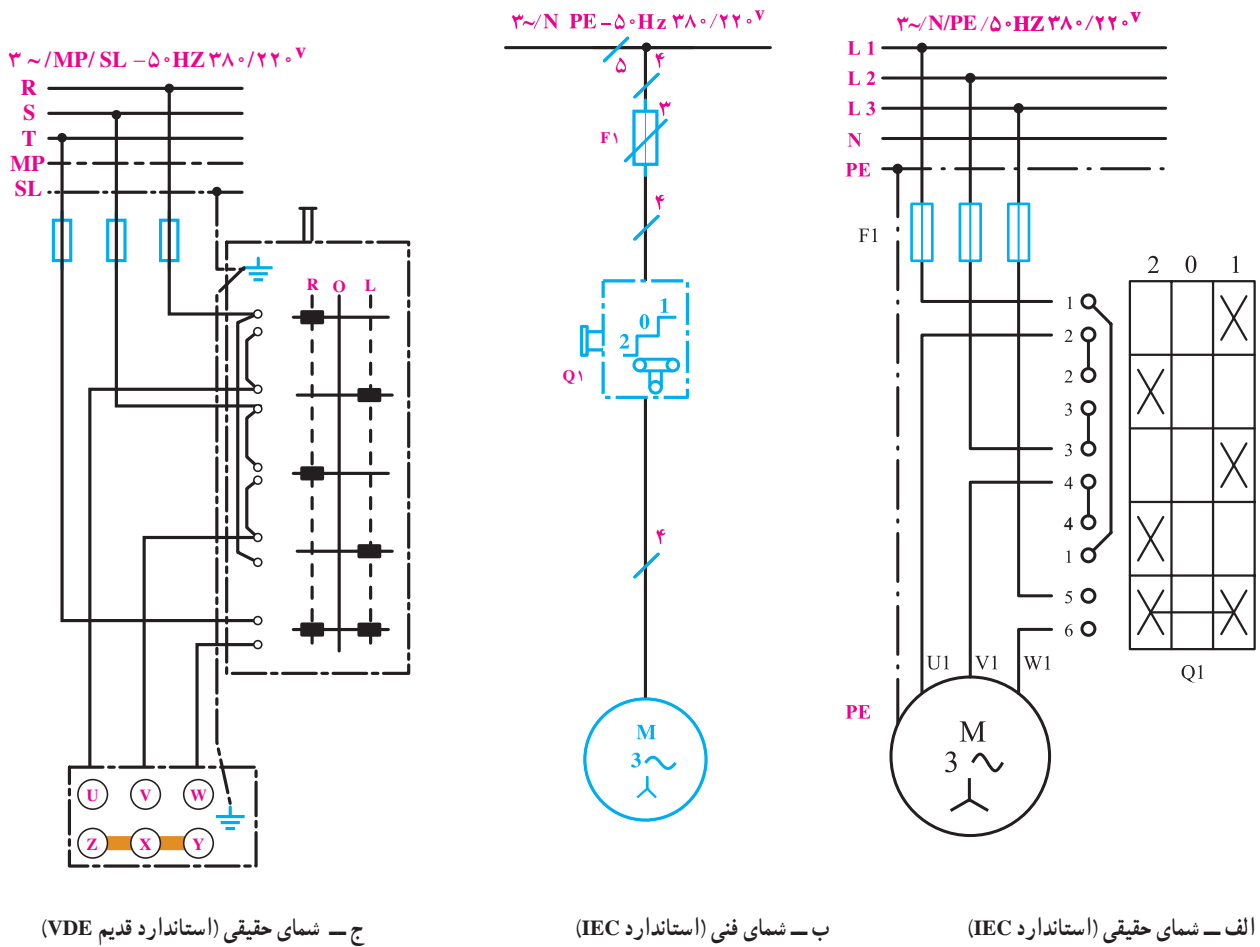 ۳~/MP/ SL –۵۰HZ ۳۸۰/۲۲۰ᵛ
R
S
T
MP
SL
R O L
U V W
Z X Y
ج – شمای حقیقی (استاندارد قدیم VDE)
۳~/N PE–۵۰Hz ۳۸۰/۲۲۰ᵛ
۵
۴
۳
F۱
۴
1
0
2
Q۱
۴
M
3
ب – شمای فنی (استاندارد IEC)
۳~/N/PE /۵۰HZ ۳۸۰/۲۲۰ᵛ
L 1
L 2
L 3
N
PE
F1
2 0 1
1
2
2
3
3
4
4
1
5
6
U1 V1 W1
Q1
PE
M
3
الف – شمای حقیقی (استاندارد IEC)